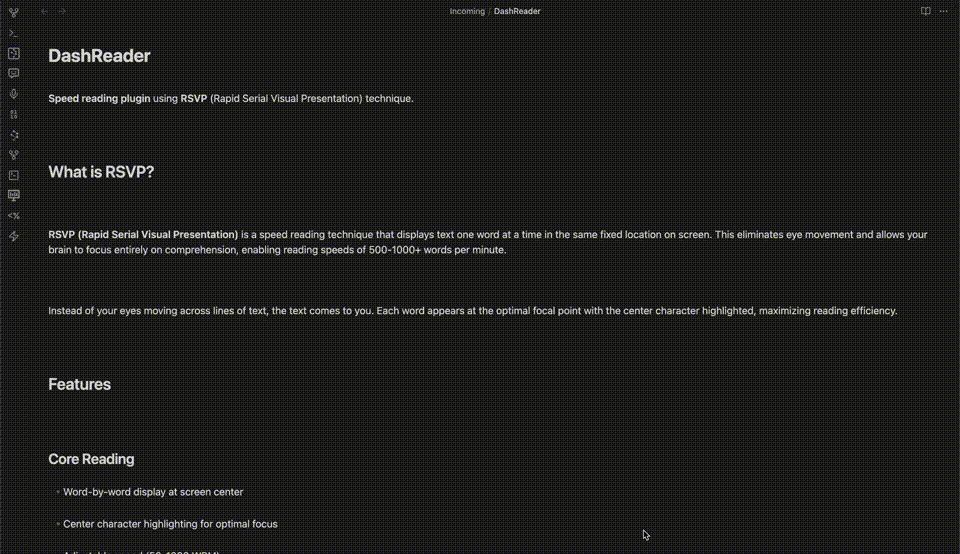 Incoming / DashReader
DashReader
Speed reading plugin using RSVP (Rapid Serial Visual Presentation) technique.
What is RSVP?
RSVP (Rapid Serial Visual Presentation) is a speed reading technique that displays text one word at a time in the same fixed location on screen. This eliminates eye movement and allows your
brain to focus entirely on comprehension, enabling reading speeds of 500-1000+ words per minute.
Instead of your eyes moving across lines of text, the text comes to you. Each word appears at the optimal focal point with the center character highlighted, maximizing reading efficiency.
Features
Core Reading
• Word-by-word display at screen center
• Center character highlighting for optimal focus